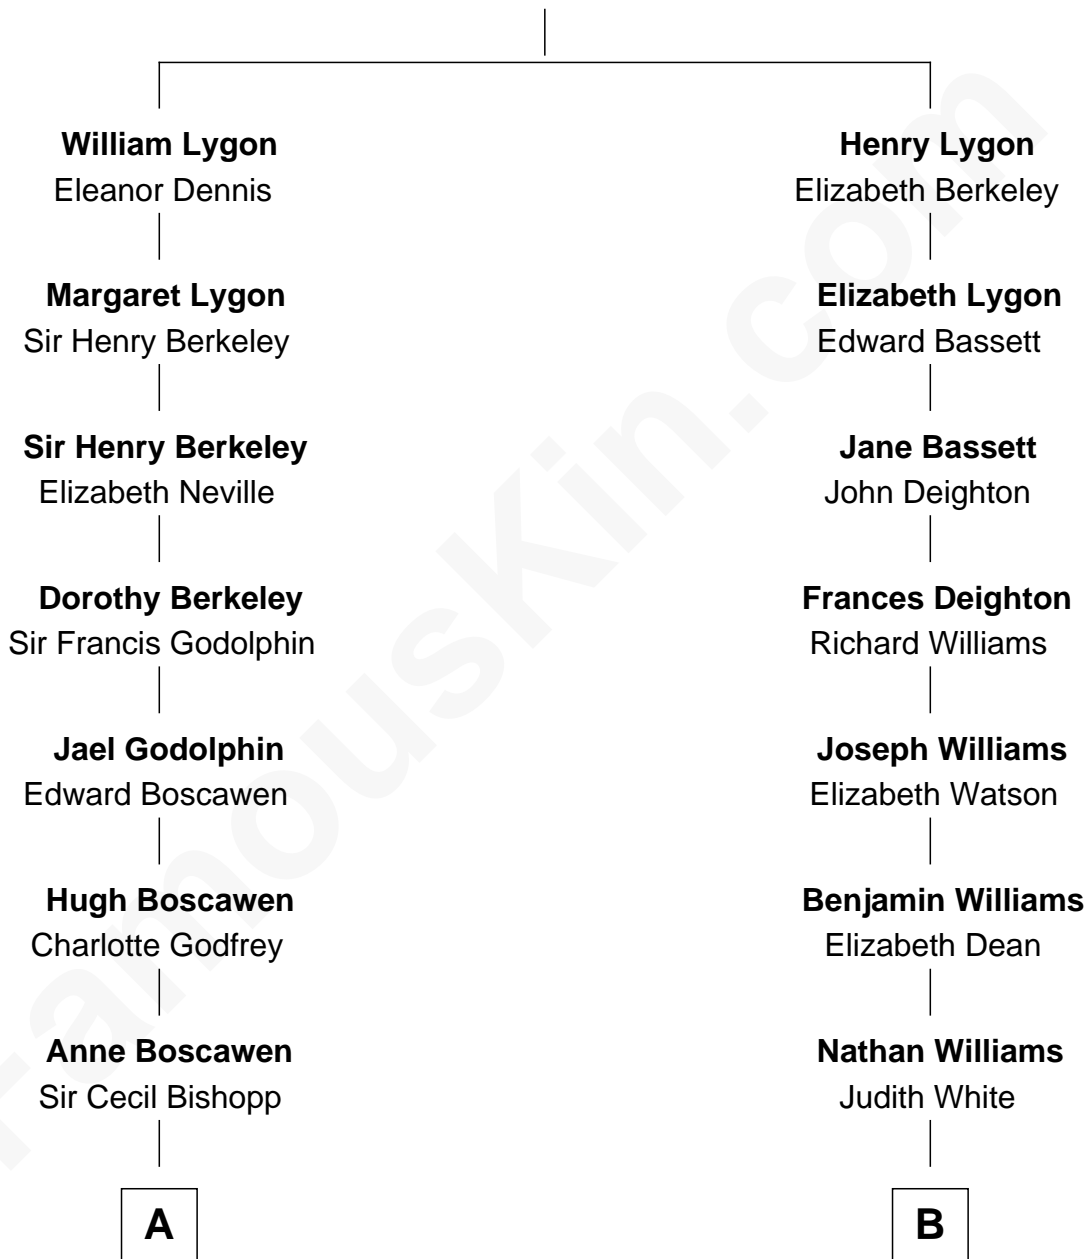 William Lygon
Eleanor Dennis
Margaret Lygon
Sir Henry Berkeley
Sir Henry Berkeley
Elizabeth Neville
Dorothy Berkeley
Sir Francis Godolphin
Jael Godolphin
Edward Boscawen
Hugh Boscawen
Charlotte Godfrey
Anne Boscawen
Sir Cecil Bishopp
A
Henry Lygon
Elizabeth Berkeley
Elizabeth Lygon
Edward Bassett
Jane Bassett
John Deighton
Frances Deighton
Richard Williams
Joseph Williams
Elizabeth Watson
Benjamin Williams
Elizabeth Dean
Nathan Williams
Judith White
B
FamousKin.com